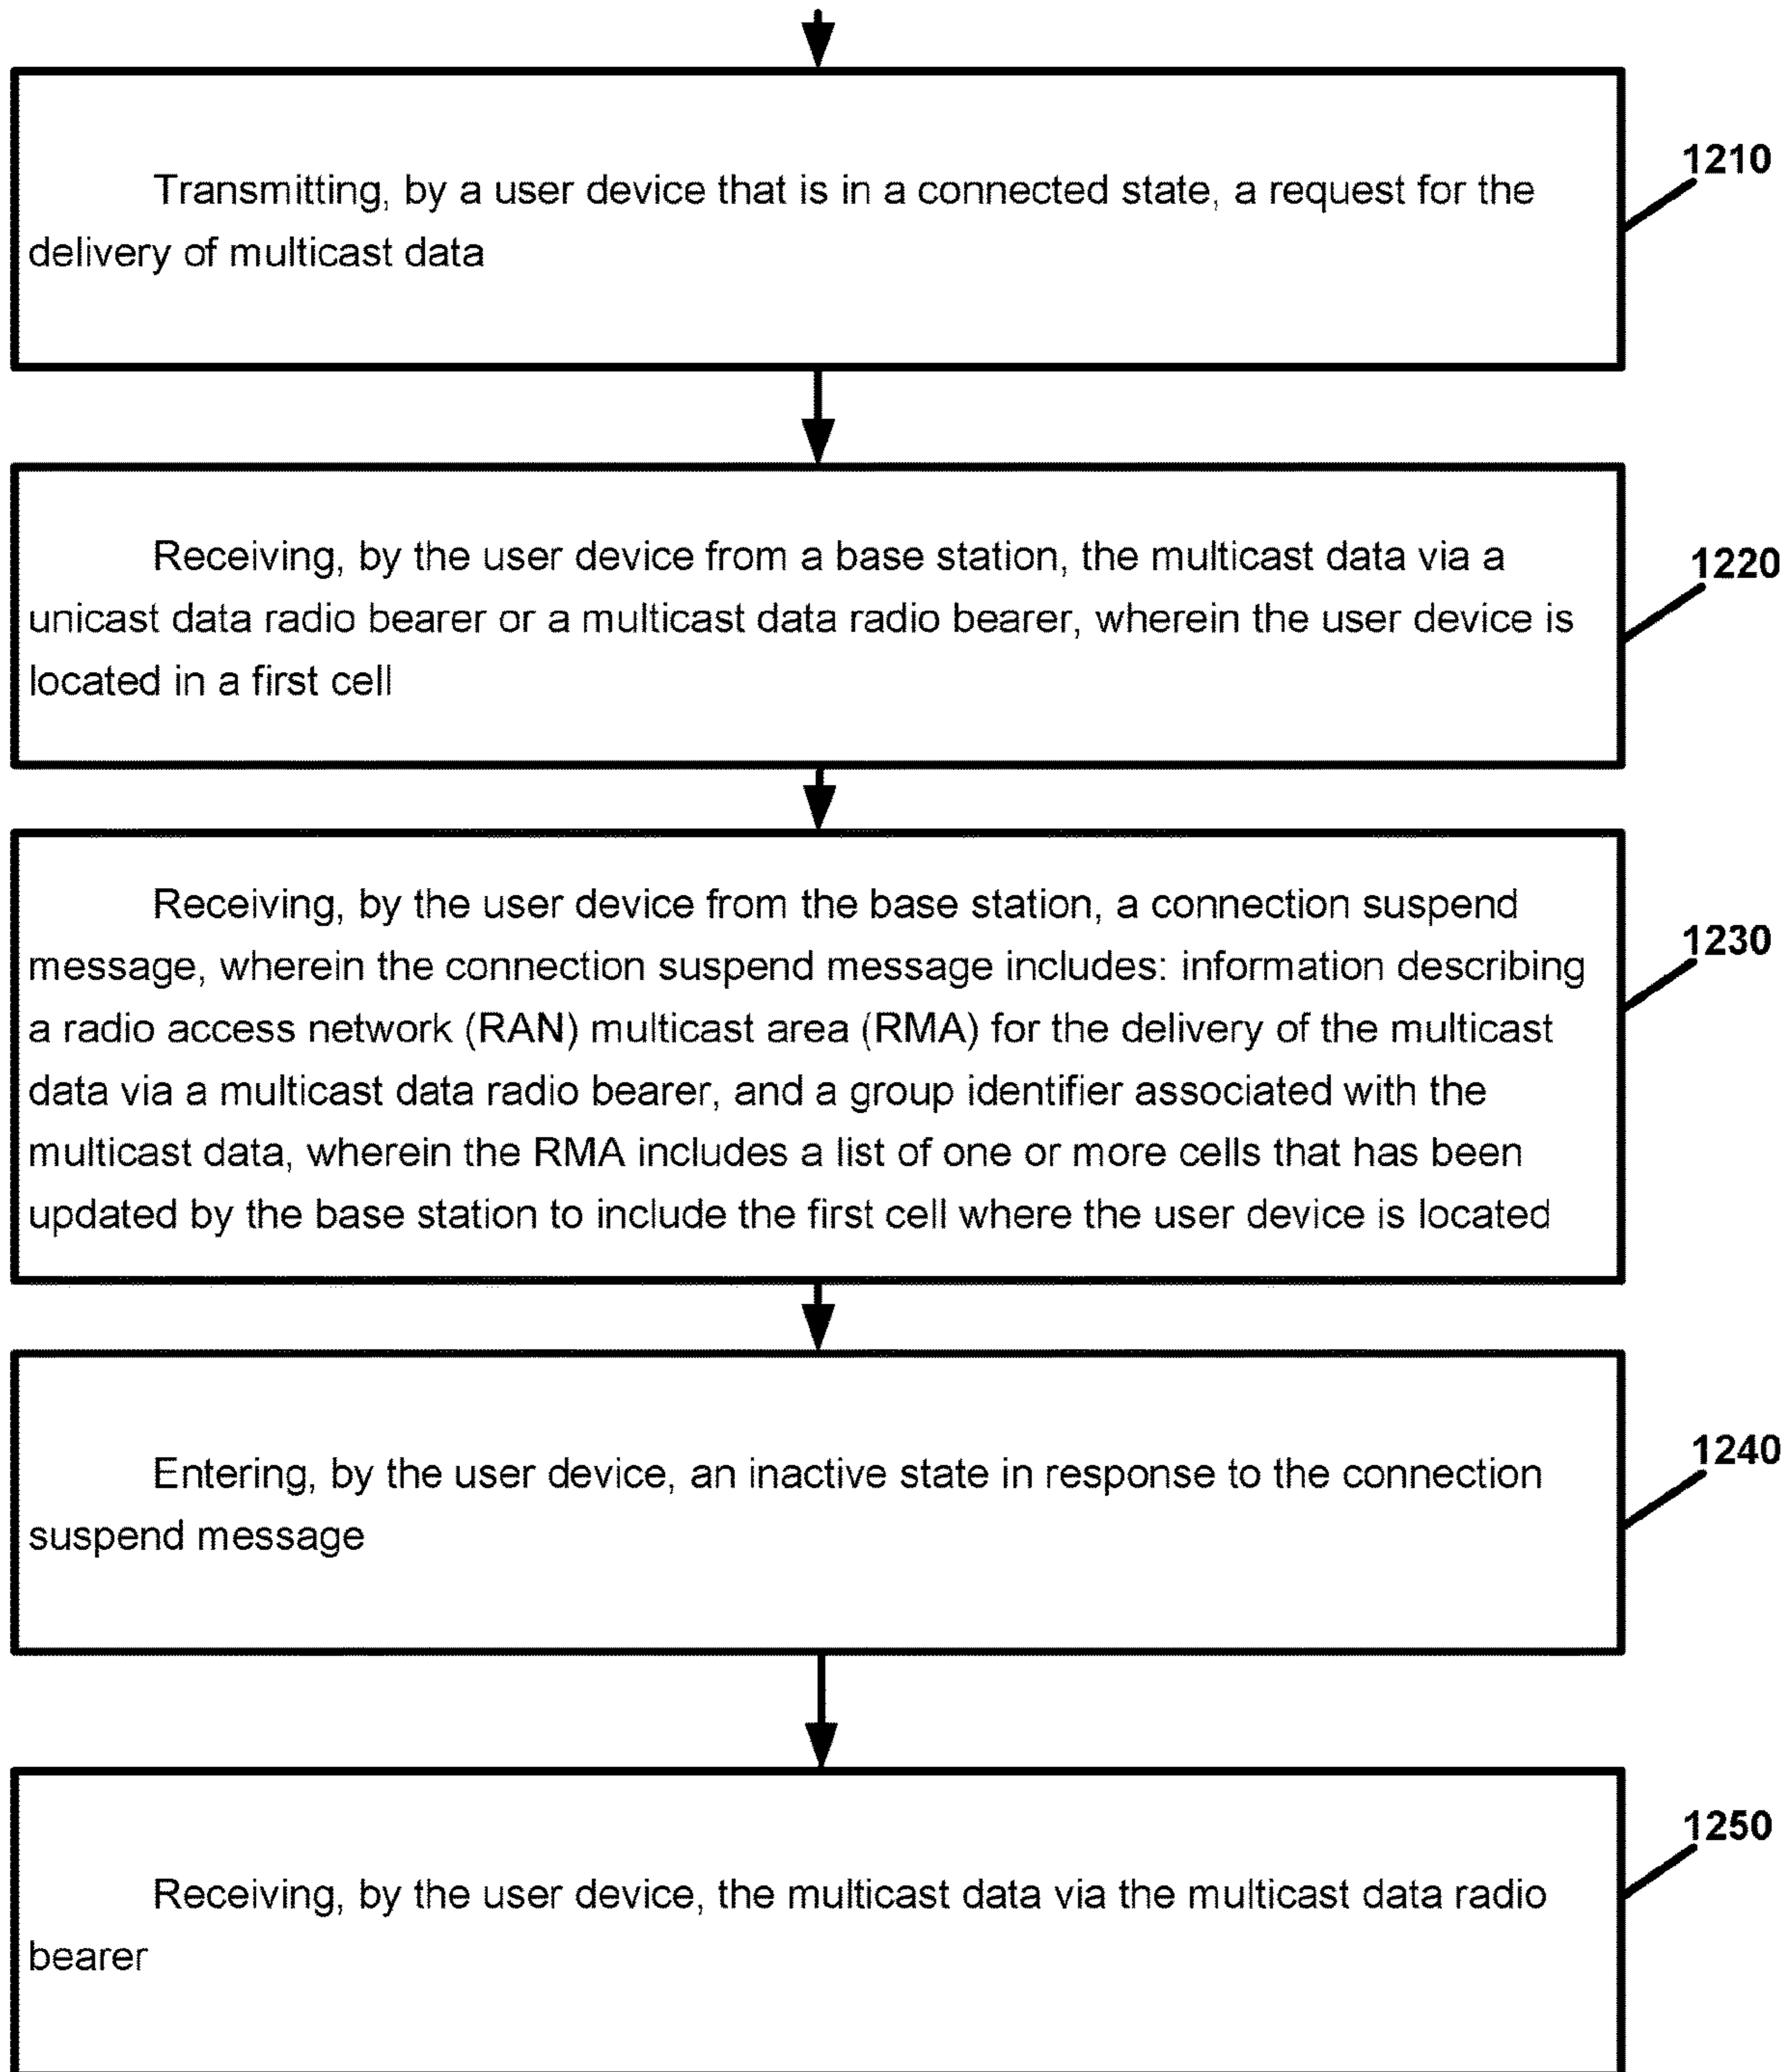 Transmitting, by a user device that is in a connected state, a request for the
delivery of multicast data
1210
Receiving, by the user device from a base station, the multicast data via a
unicast data radio bearer or a multicast data radio bearer, wherein the user device is
located in a first cell
1220
Receiving, by the user device from the base station, a connection suspend
message, wherein the connection suspend message includes: information describing
a radio access network (RAN) multicast area (RMA) for the delivery of the multicast
data via a multicast data radio bearer, and a group identifier associated with the
multicast data, wherein the RMA includes a list of one or more cells that has been
updated by the base station to include the first cell where the user device is located
1230
Entering, by the user device, an inactive state in response to the connection
suspend message
1240
Receiving, by the user device, the multicast data via the multicast data radio
bearer
1250